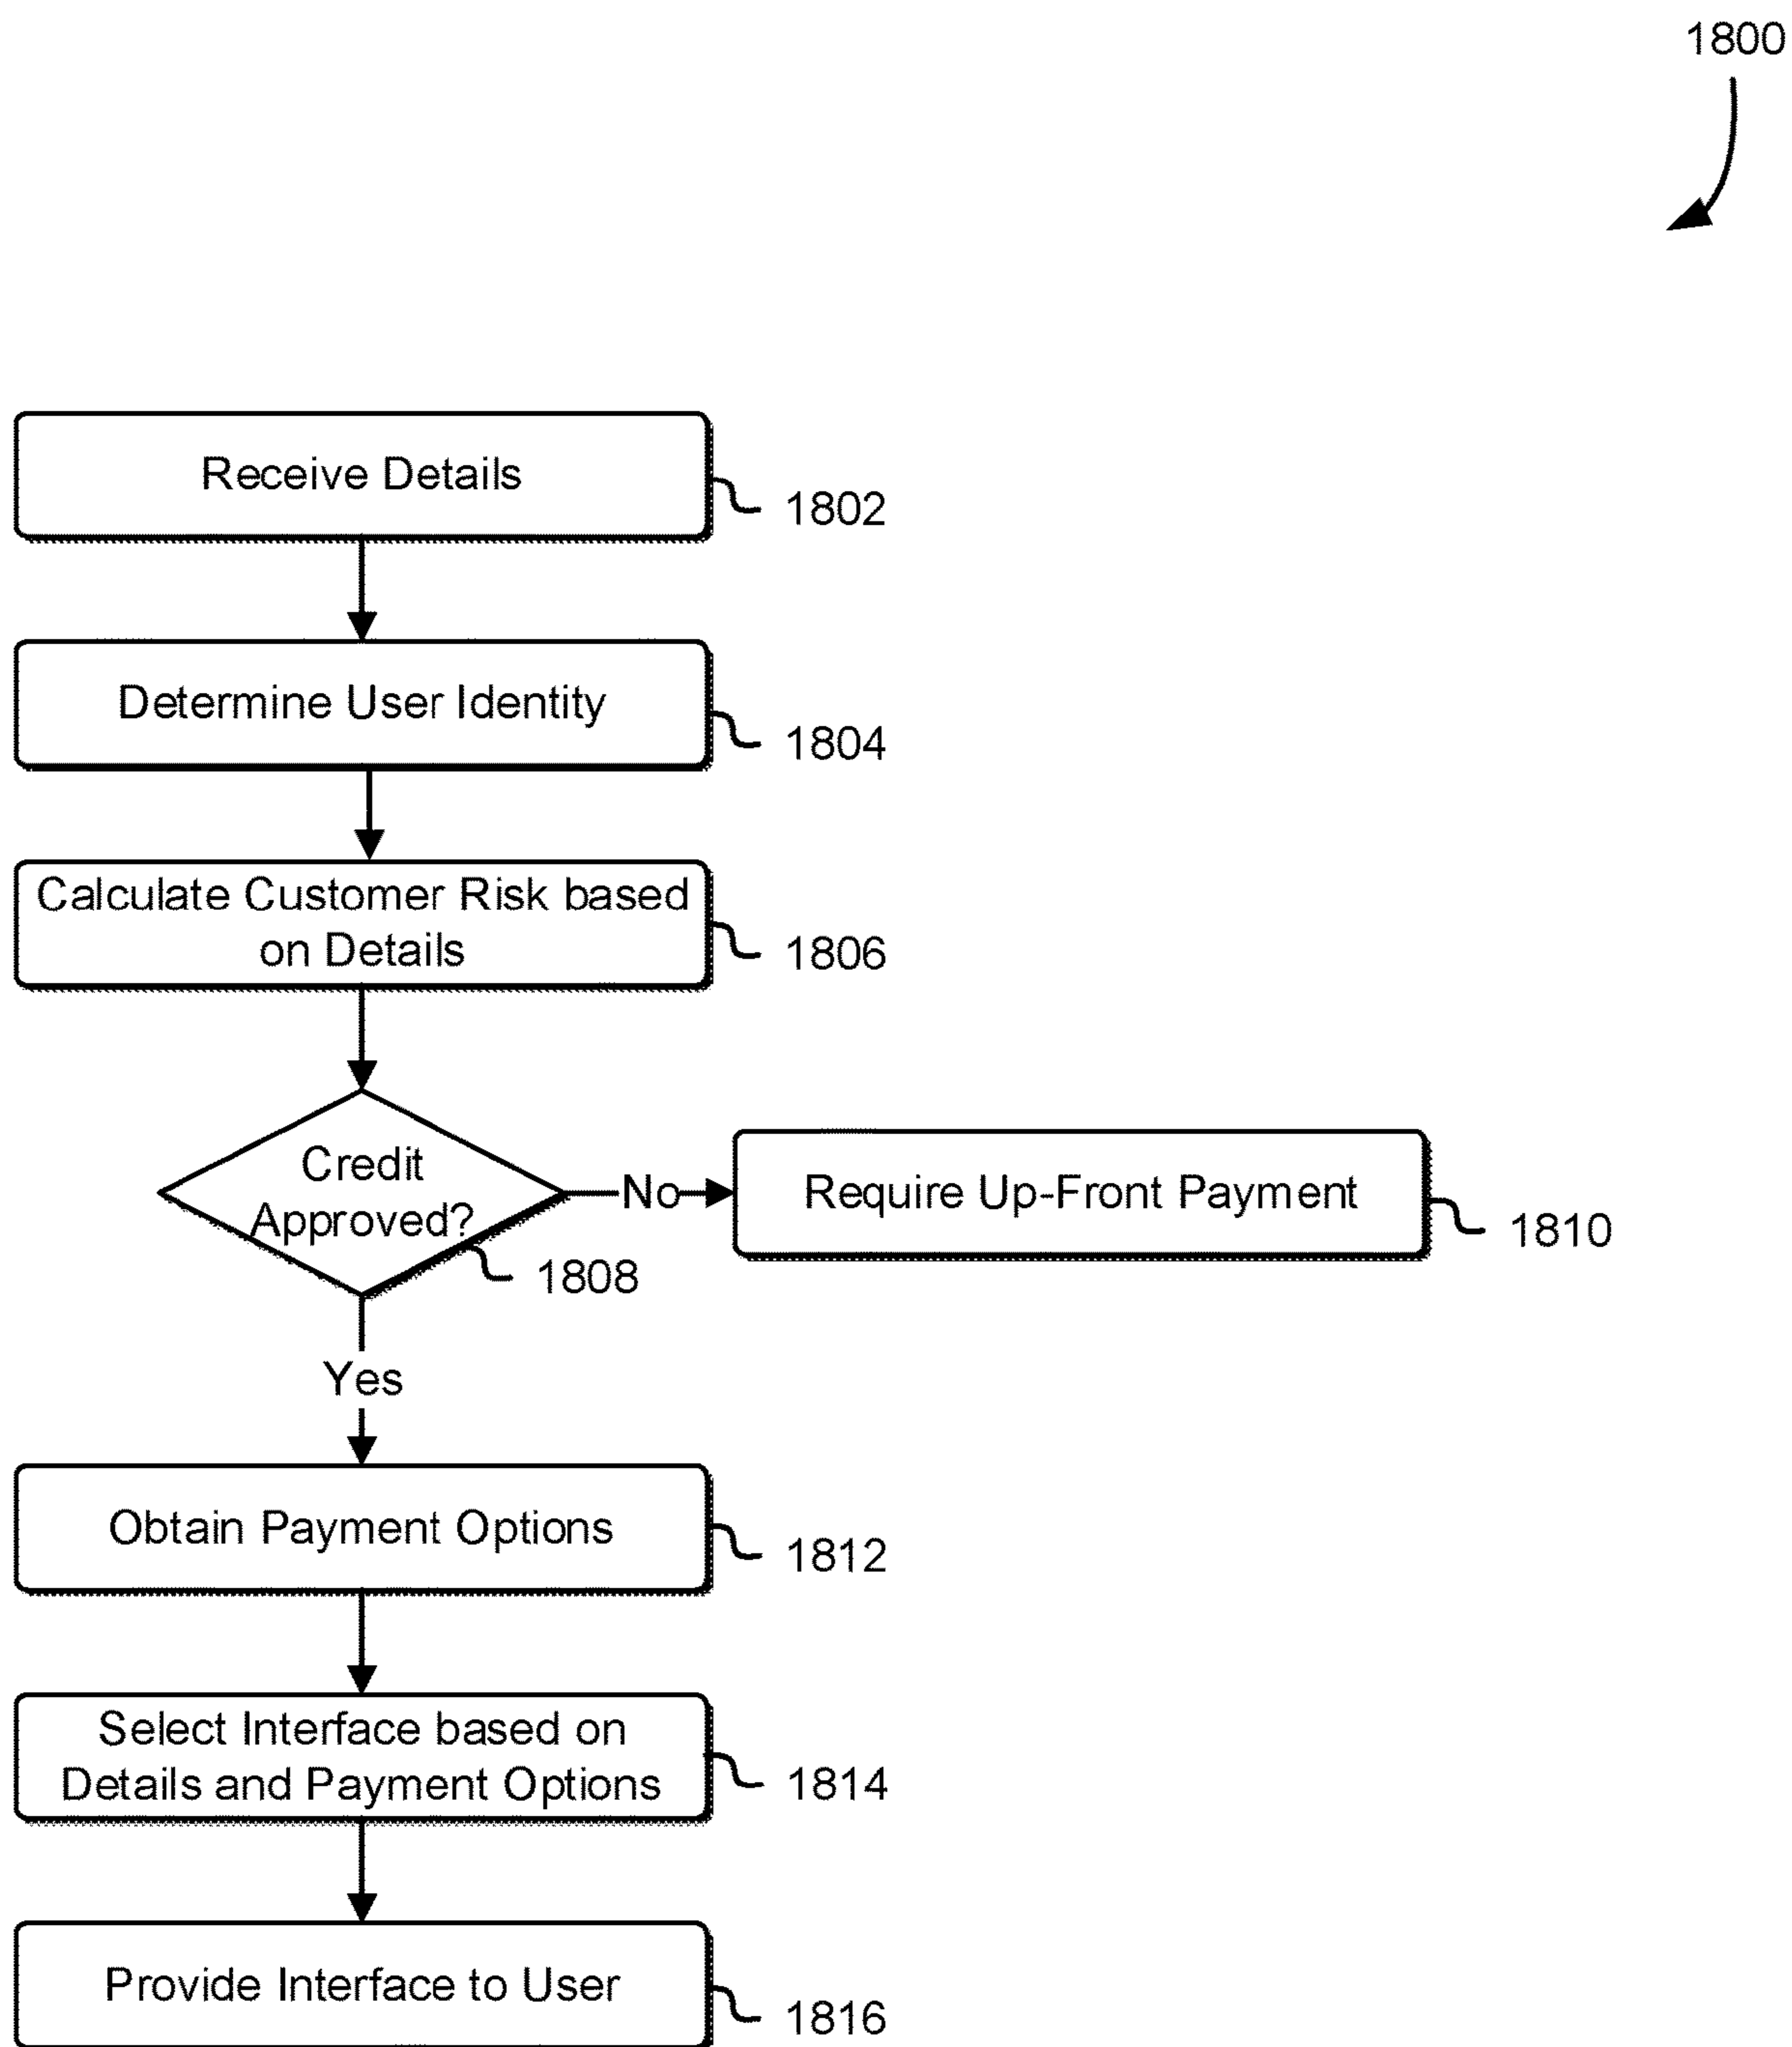 1800
Receive Details
1802
Determine User Identity
1804
Calculate Customer Risk based
on Details
1806
Credit
Approved?
1808
No
Require Up-Front Payment
1810
Yes
Obtain Payment Options
1812
Select Interface based on
Details and Payment Options
1814
Provide Interface to User
1816